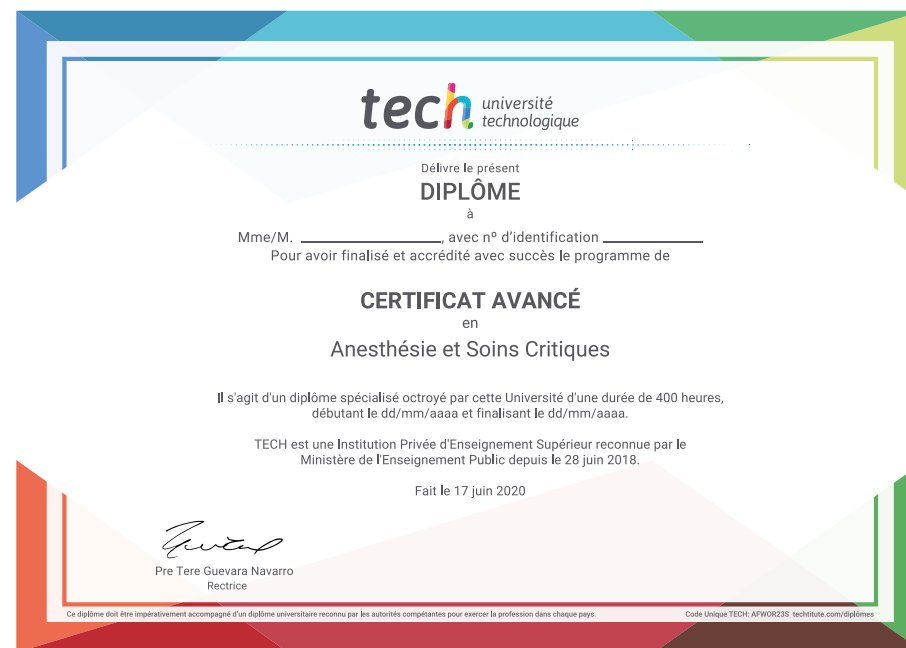 tech université
technologique
Délivre le présent
DIPLÔME
à
Mme/M. ____________________, avec nº d'identification ______________
Pour avoir finalisé et accrédité avec succès le programme de
CERTIFICAT AVANCÉ
en
Anesthésie et Soins Critiques
Il s'agit d'un diplôme spécialisé octroyé par cette Université d'une durée de 400 heures,
débutant le dd/mm/aaaa et finalisant le dd/mm/aaaa.
TECH est une Institution Privée d'Enseignement Supérieur reconnue par le
Ministère de l'Enseignement Public depuis le 28 juin 2018.
Fait le 17 juin 2020
Pre Tere Guevara Navarro
Rectrice
Ce diplôme doit être impérativement accompagné d'un diplôme universitaire reconnu par les autorités compétentes pour exercer la profession dans chaque pays.
Code Unique TECH: AFWOR23S techtitute.com/diplômes